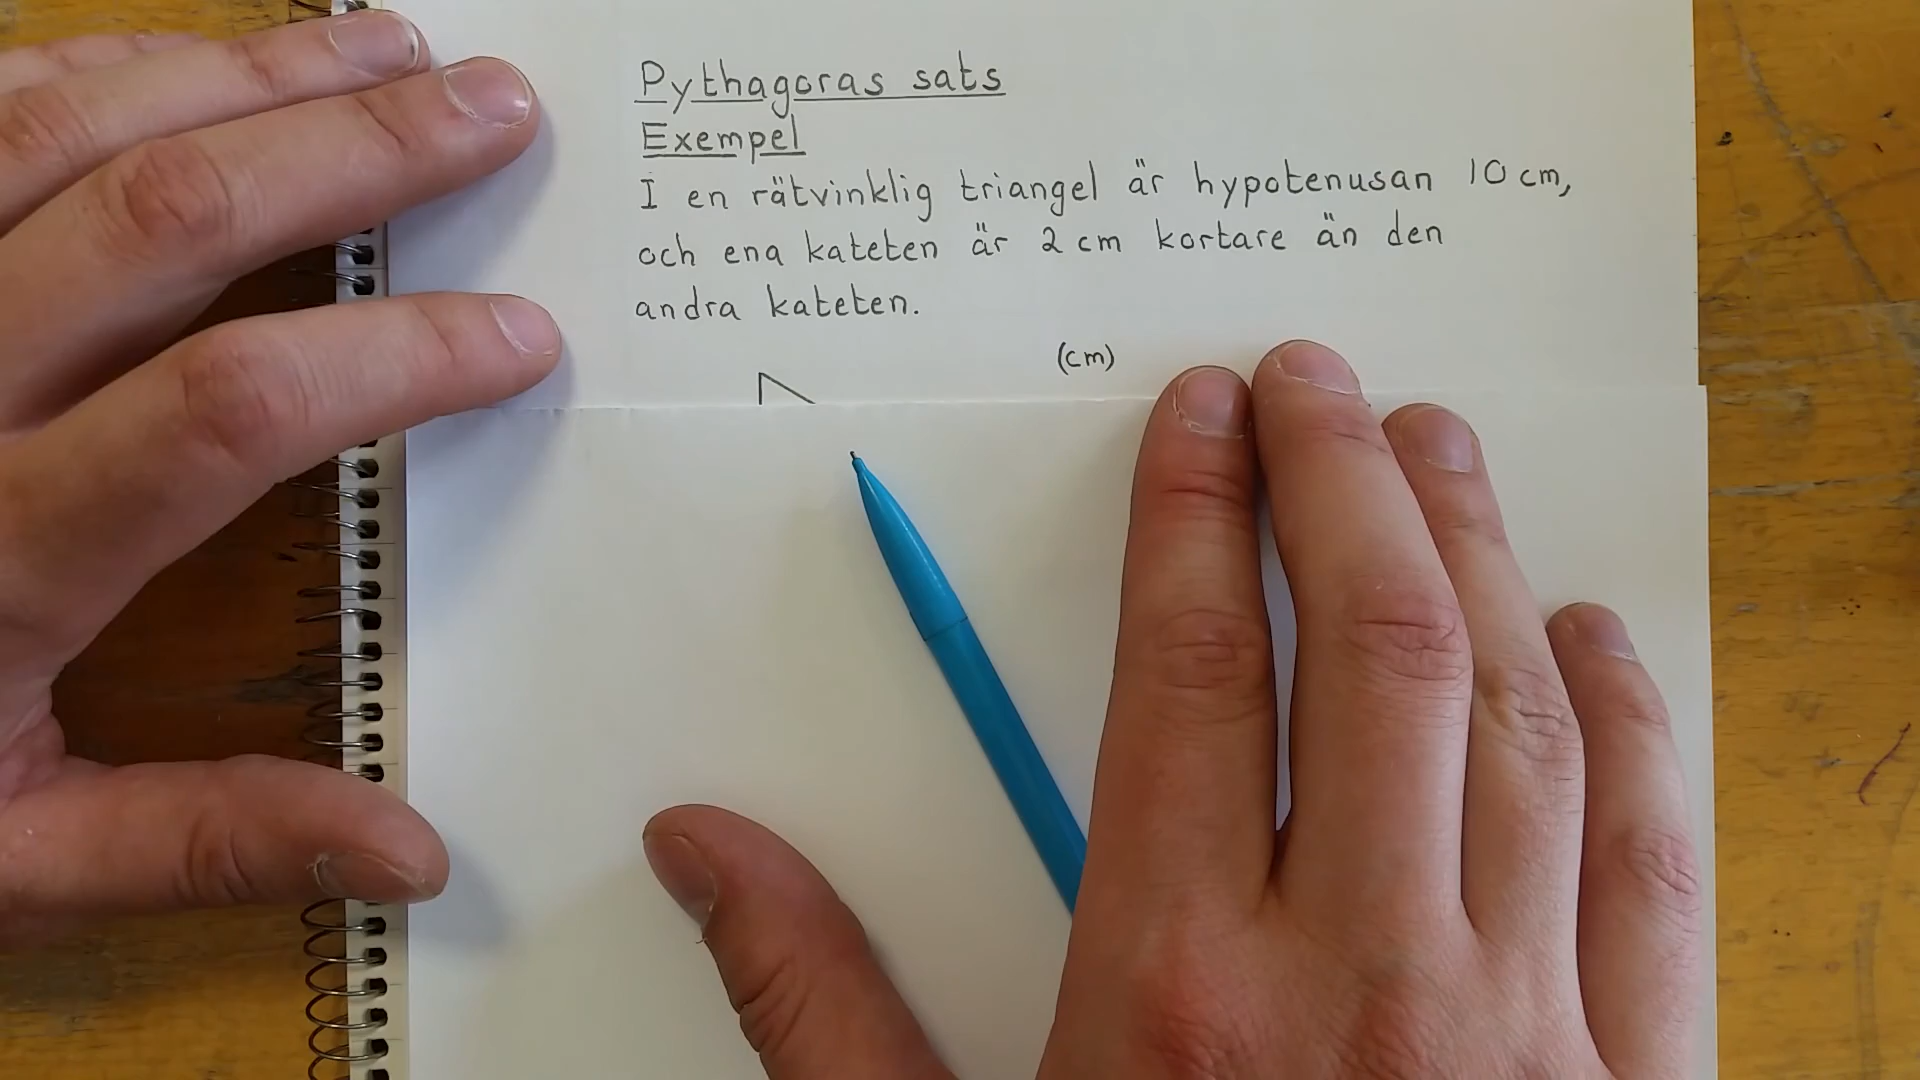 Pythagoras sats
Exempel
I en rätvinklig triangel är hypotenusan 10 cm,
och ena kateten är 2 cm kortare än den
andra kateten.
(cm)